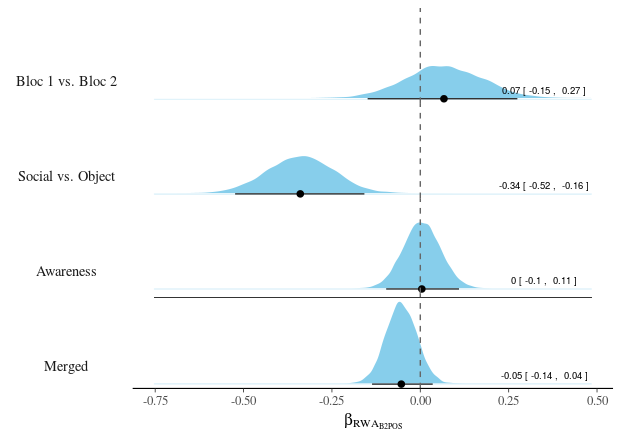 Bloc 1 vs. Bloc 2
0.07 [ -0.15 , 0.27 ]
Social vs. Object
-0.34 [ -0.52 , -0.16 ]
Awareness
0 [ -0.1 , 0.11 ]
Merged
-0.05 [ -0.14 , 0.04 ]
-0.75 -0.50 -0.25 0.00 0.25 0.50
βRWAB2POS